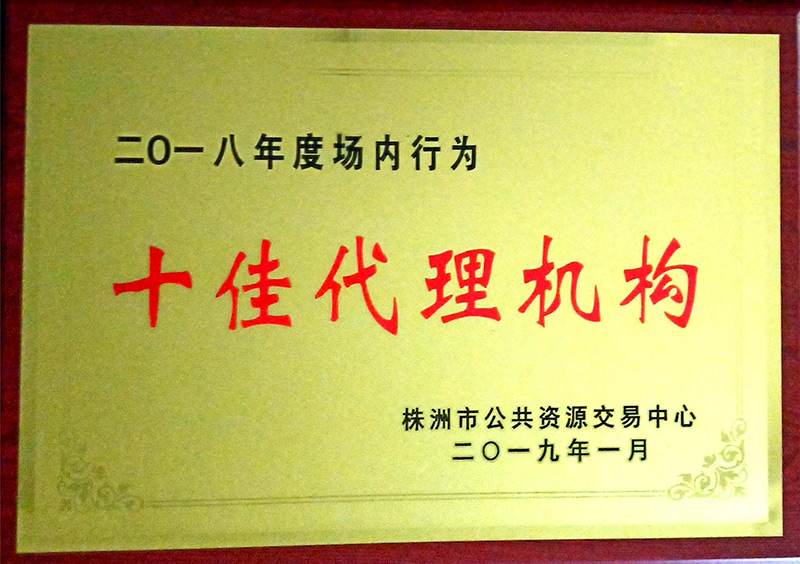 二〇一八年度场内行为
十佳代理机构
株洲市公共资源交易中心
二〇一九年一月